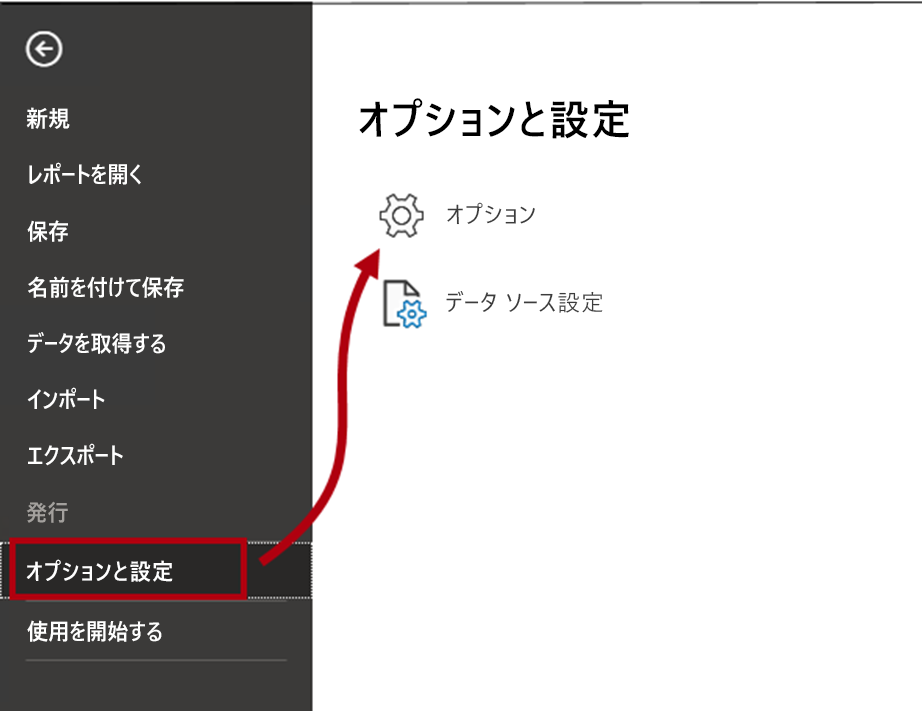 新規
レポートを開く
保存
名前を付けて保存
データを取得する
インポート
エクスポート
発行
オプションと設定
使用を開始する
オプションと設定
オプション
データ ソース設定